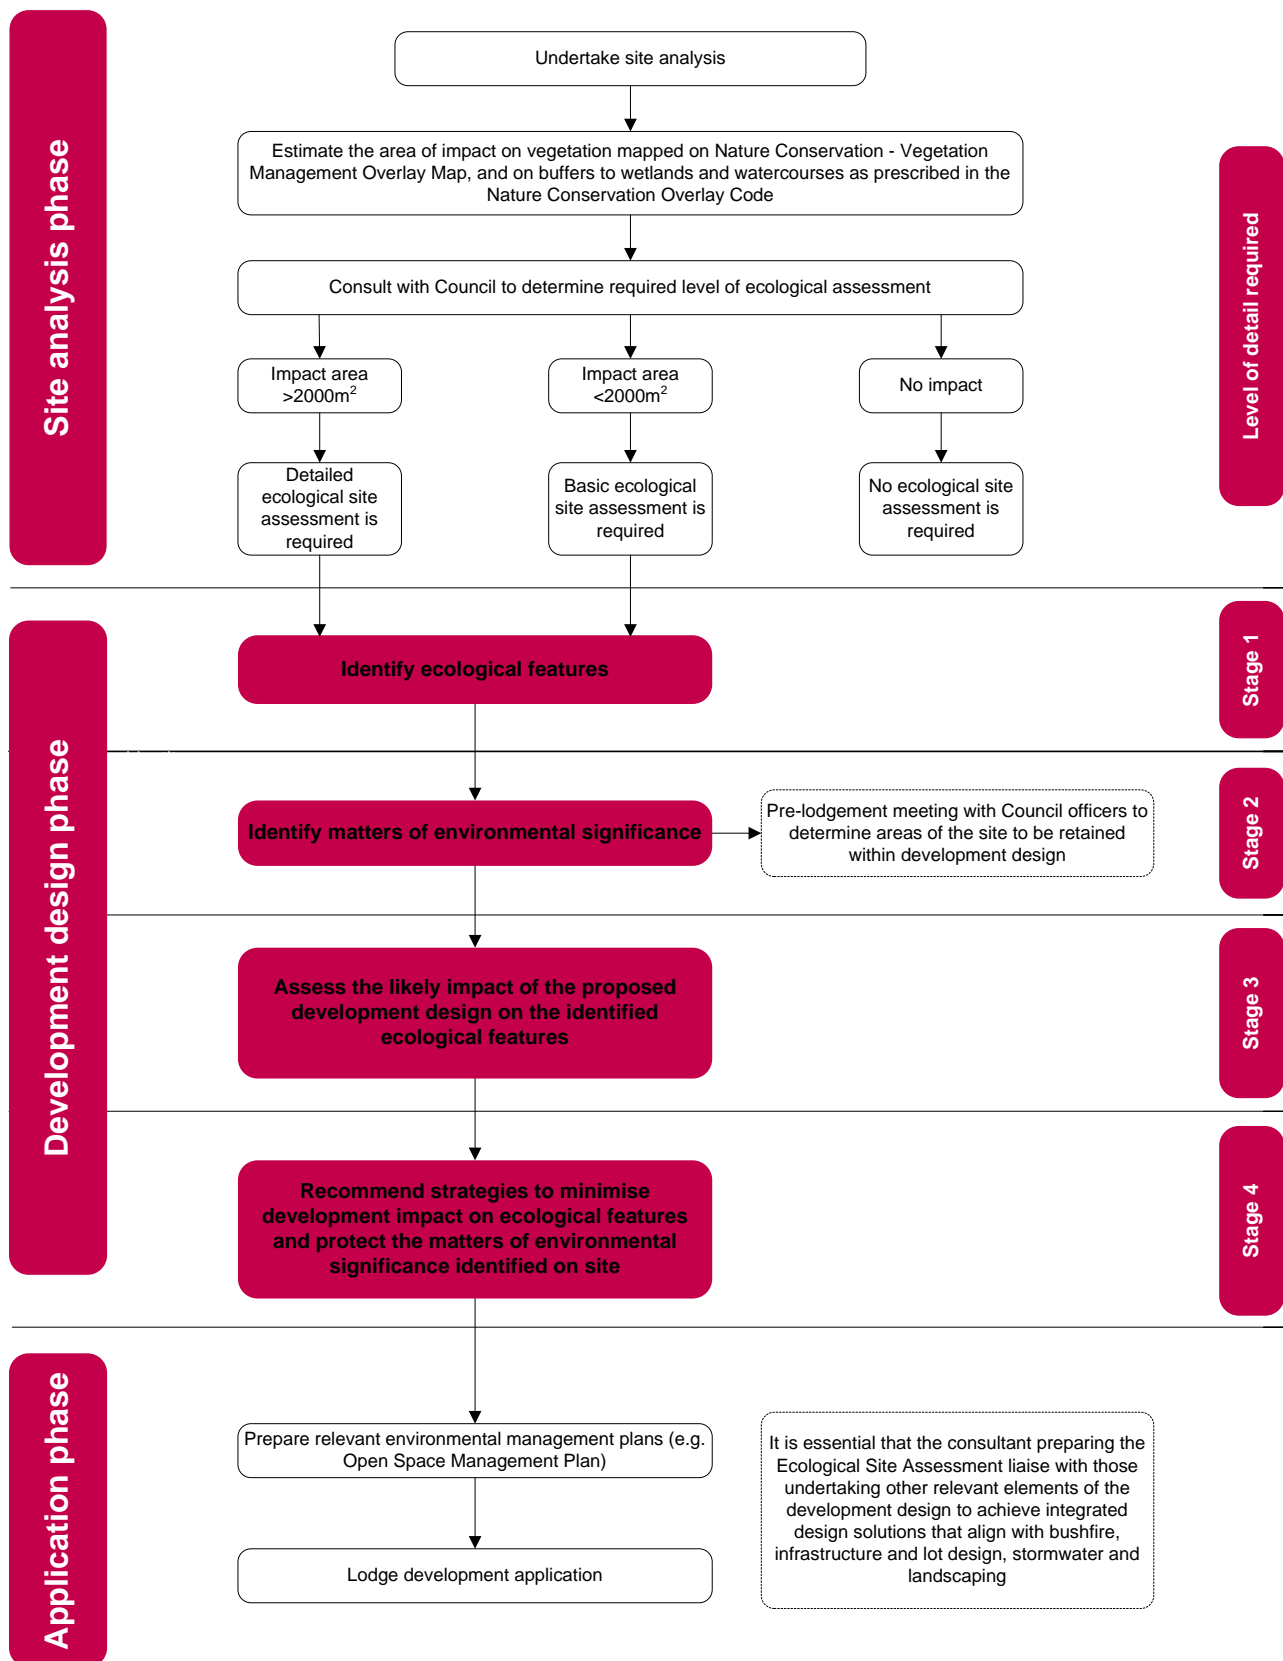 Site analysis phase
Undertake site analysis
Estimate the area of impact on vegetation mapped on Nature Conservation - Vegetation
Management Overlay Map, and on buffers to wetlands and watercourses as prescribed in the
Nature Conservation Overlay Code
Consult with Council to determine required level of ecological assessment
Level of detail required
Impact area
>2000m²
Impact area
<2000m²
No impact
Detailed
ecological site
assessment is
required
Basic ecological
site assessment is
required
No ecological site
assessment is
required
Development design phase
Identify ecological features
Stage 1
Identify matters of environmental significance
Pre-lodgement meeting with Council officers to
determine areas of the site to be retained
within development design
Stage 2
Assess the likely impact of the proposed
development design on the identified
ecological features
Stage 3
Recommend strategies to minimise
development impact on ecological features
and protect the matters of environmental
significance identified on site
Stage 4
Application phase
Prepare relevant environmental management plans (e.g.
Open Space Management Plan)
Lodge development application
It is essential that the consultant preparing the
Ecological Site Assessment liaise with those
undertaking other relevant elements of the
development design to achieve integrated
design solutions that align with bushfire,
infrastructure and lot design, stormwater and
landscaping